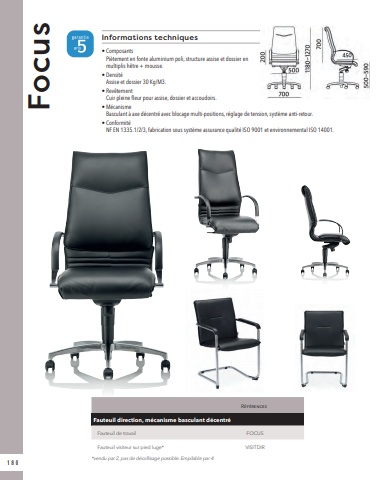 Focus
garantie
5
Informations techniques
• Composants
Piètement en fonte aluminium poli, structure assise et dossier en
multiplis hêtre + mousse.
• Densité
Assise et dossier 30 Kg/M3.
• Revêtement
Cuir pleine fleur pour assise, dossier et accoudoirs.
• Mécanisme
Basculant à axe désentré avec blocage multi-positions, réglage de tension, système anti-retour.
• Conformité
NF EN 1335.1/2/3, fabrication sous système assurance qualité ISO 9001 et environnemental ISO 14001.
200
500
700
1180-1270
700
450
500-590
Références
Fauteuil direction, mécanisme basculant décentré
Fauteuil de travail FOCUS
Fauteuil visiteur sur pied luge* VISITOR
*vendu par 2, pas de décollisage possible. Empilable par 4
180